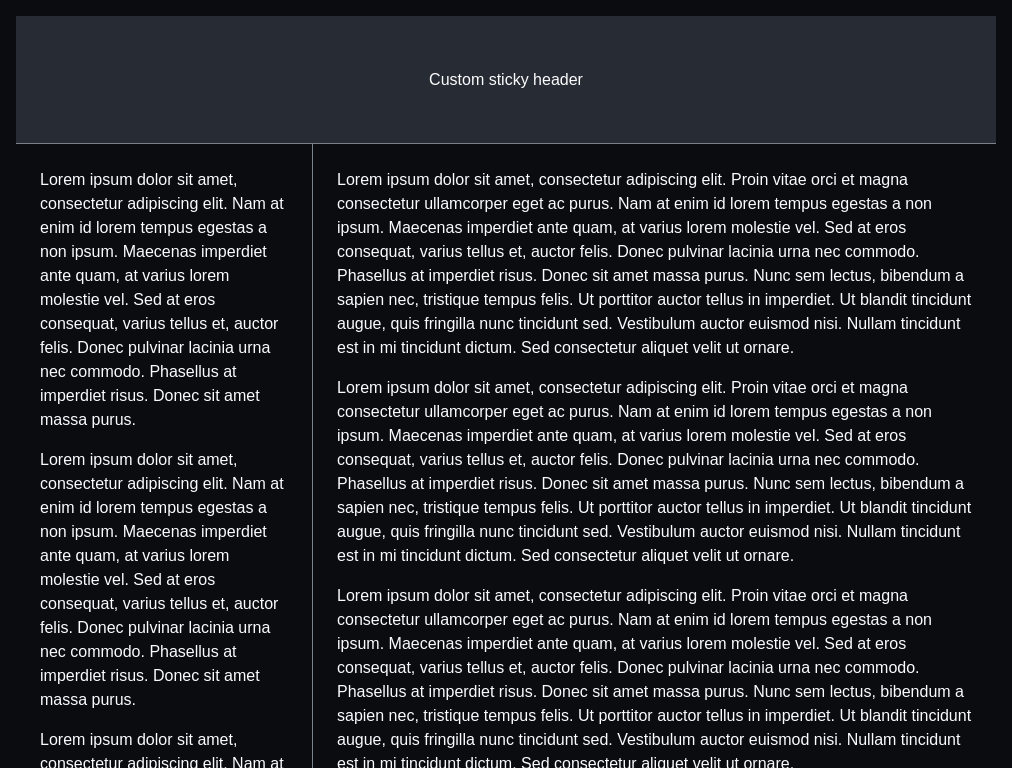 Custom sticky header
Lorem ipsum dolor sit amet,
consectetur adipiscing elit. Nam at
enim id lorem tempus egestas a
non ipsum. Maecenas imperdiet
ante quam, at varius lorem
molestie vel. Sed at eros
consequat, varius tellus et, auctor
felis. Donec pulvinar lacinia urna
nec commodo. Phasellus at
imperdiet risus. Donec sit amet
massa purus.
Lorem ipsum dolor sit amet,
consectetur adipiscing elit. Nam at
enim id lorem tempus egestas a
non ipsum. Maecenas imperdiet
ante quam, at varius lorem
molestie vel. Sed at eros
consequat, varius tellus et, auctor
felis. Donec pulvinar lacinia urna
nec commodo. Phasellus at
imperdiet risus. Donec sit amet
massa purus.
Lorem ipsum dolor sit amet,
consectetur adipiscing elit. Nam at
Lorem ipsum dolor sit amet, consectetur adipiscing elit. Proin vitae orci et magna
consectetur ullamcorper eget ac purus. Nam at enim id lorem tempus egestas a non
ipsum. Maecenas imperdiet ante quam, at varius lorem molestie vel. Sed at eros
consequat, varius tellus et, auctor felis. Donec pulvinar lacinia urna nec commodo.
Phasellus at imperdiet risus. Donec sit amet massa purus. Nunc sem lectus, bibendum a
sapien nec, tristique tempus felis. Ut porttitor auctor tellus in imperdiet. Ut blandit tincidunt
augue, quis fringilla nunc tincidunt sed. Vestibulum auctor euismod nisi. Nullam tincidunt
est in mi tincidunt dictum. Sed consectetur aliquet velit ut ornare.
Lorem ipsum dolor sit amet, consectetur adipiscing elit. Proin vitae orci et magna
consectetur ullamcorper eget ac purus. Nam at enim id lorem tempus egestas a non
ipsum. Maecenas imperdiet ante quam, at varius lorem molestie vel. Sed at eros
consequat, varius tellus et, auctor felis. Donec pulvinar lacinia urna nec commodo.
Phasellus at imperdiet risus. Donec sit amet massa purus. Nunc sem lectus, bibendum a
sapien nec, tristique tempus felis. Ut porttitor auctor tellus in imperdiet. Ut blandit tincidunt
augue, quis fringilla nunc tincidunt sed. Vestibulum auctor euismod nisi. Nullam tincidunt
est in mi tincidunt dictum. Sed consectetur aliquet velit ut ornare.
Lorem ipsum dolor sit amet, consectetur adipiscing elit. Proin vitae orci et magna
consectetur ullamcorper eget ac purus. Nam at enim id lorem tempus egestas a non
ipsum. Maecenas imperdiet ante quam, at varius lorem molestie vel. Sed at eros
consequat, varius tellus et, auctor felis. Donec pulvinar lacinia urna nec commodo.
Phasellus at imperdiet risus. Donec sit amet massa purus. Nunc sem lectus, bibendum a
sapien nec, tristique tempus felis. Ut porttitor auctor tellus in imperdiet. Ut blandit tincidunt
augue, quis fringilla nunc tincidunt sed. Vestibulum auctor euismod nisi. Nullam tincidunt
est in mi tincidunt dictum. Sed consectetur aliquet velit ut ornare.